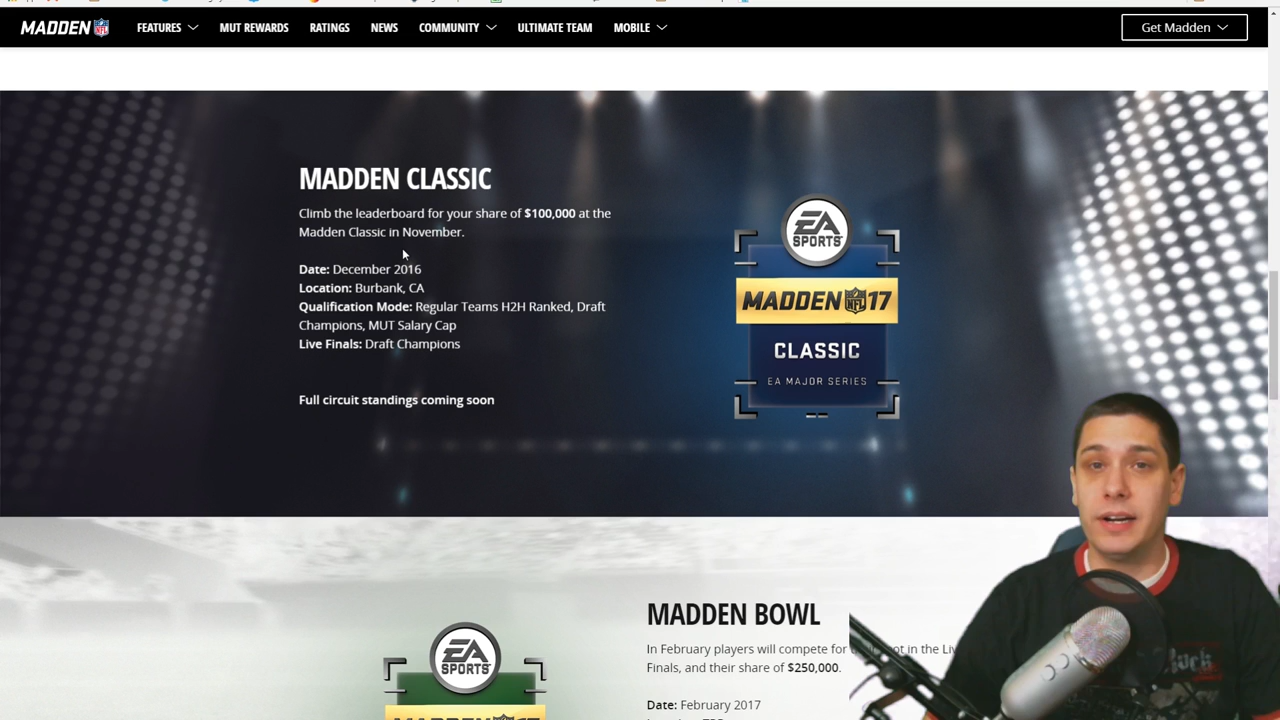 MADDEN NFL
FEATURES MUT REWARDS RATINGS NEWS COMMUNITY ULTIMATE TEAM MOBILE
Get Madden
MADDEN CLASSIC
Climb the leaderboard for your share of $100,000 at the
Madden Classic in November.
Date: December 2016
Location: Burbank, CA
Qualification Mode: Regular Teams H2H Ranked, Draft
Champions, MUT Salary Cap
Live Finals: Draft Champions
Full circuit standings coming soon
EA
SPORTS
MADDEN NFL 17
CLASSIC
EA MAJOR SERIES
MADDEN BOWL
In February players will compete for in the
Finals, and their share of $250,000.
Date: February 2017
EA
SPORTS